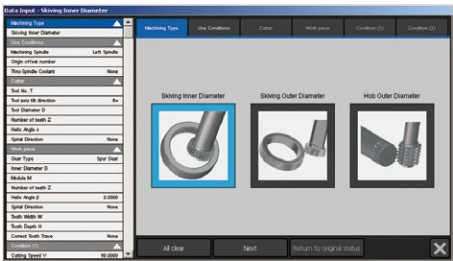 Data Input - Skiving Inner Diameter
Machining Type
Skiving Inner Diameter
Use Conditions
Machining Spindle Left Spindle
Origin offset number
Thru-Spindle Coolant None
Cutter
Tool No. T
Tool axis tilt direction B+
Tool Diameter D
Number of teeth Z
Helix Angle ε
Spiral Direction None
Work-piece
Gear Type Spur Gear
Inner Diameter D
Module M
Number of teeth Z
Helix Angle β 0.0000
Spiral Direction None
Tooth Width W
Tooth Depth H
Correct Tooth Trace None
Condition (1)
Cutting Speed V 60.0000
Machining Type Use Conditions Cutter Work-piece Condition (1) Condition (2)
Skiving Inner Diameter Skiving Outer Diameter Hob Outer Diameter
All clear Next Return to original status